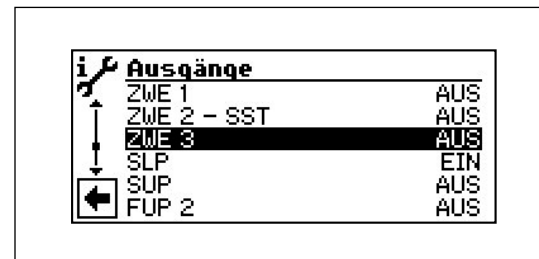 i
Ausgänge
ZWE 1 AUS
ZWE 2 - SST AUS
ZWE 3 AUS
SLP EIN
SUP AUS
FUP 2 AUS